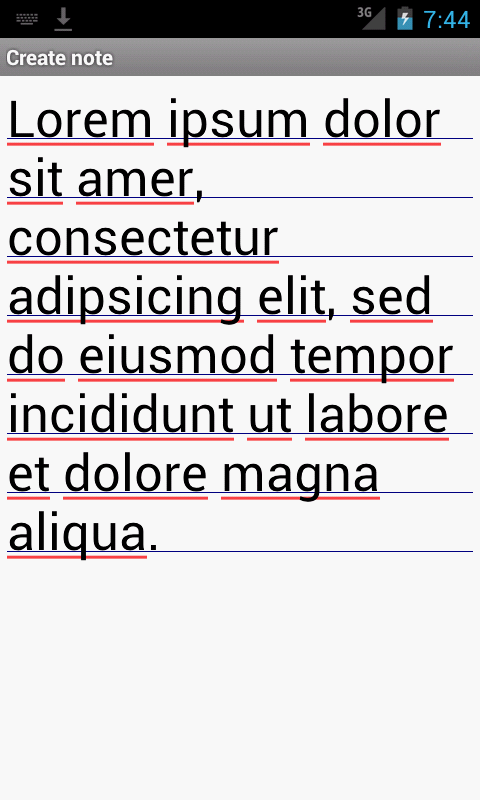 3G 7:44
Create note
Lorem ipsum dolor
sit amer,
consectetur
adipsicing elit, sed
do eiusmod tempor
incididunt ut labore
et dolore magna
aliqua.